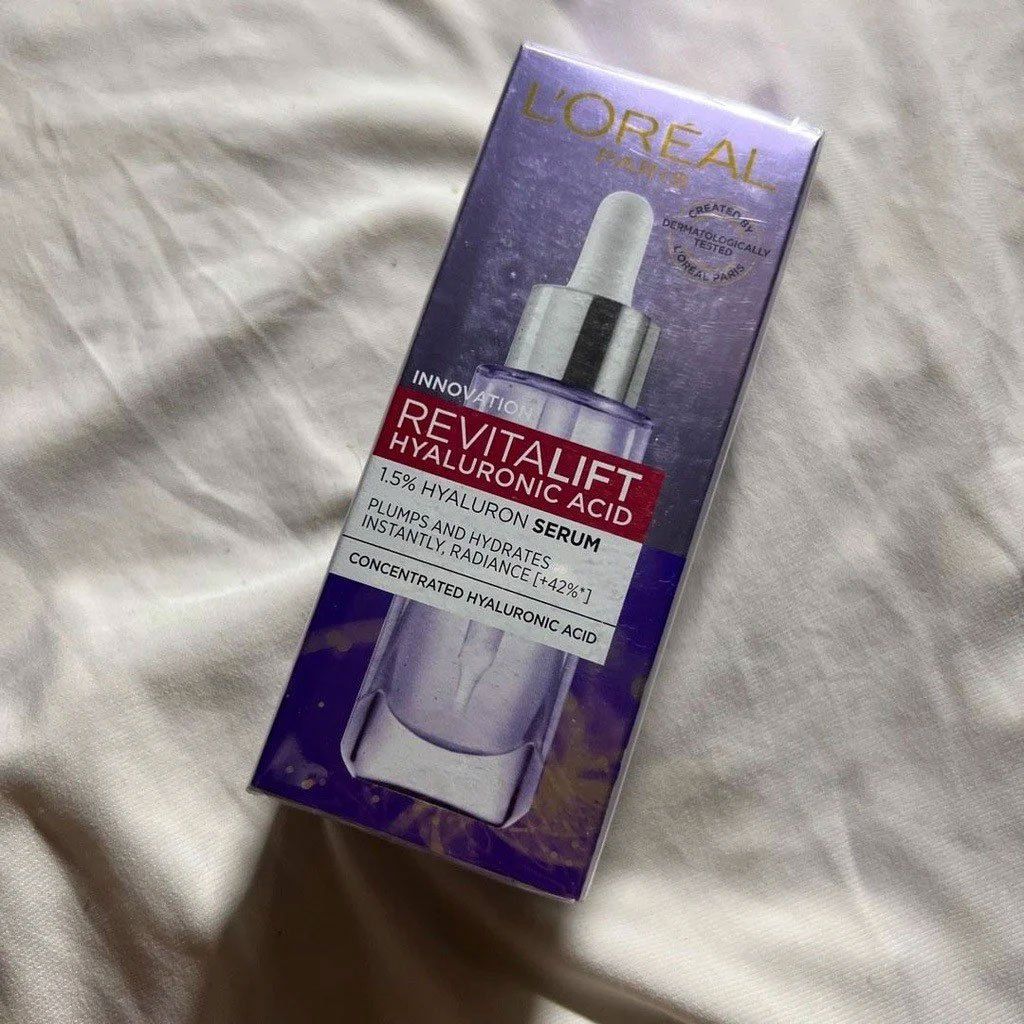 L'ORÉAL
PARIS
CREATED BY
DERMATOLOGICALLY
TESTED
L'ORÉAL PARIS
INNOVATION
REVITALIFT
HYALURONIC ACID
1.5% HYALURON SERUM
PLUMPS AND HYDRATES
INSTANTLY, RADIANCE [+42%*]
CONCENTRATED HYALURONIC ACID